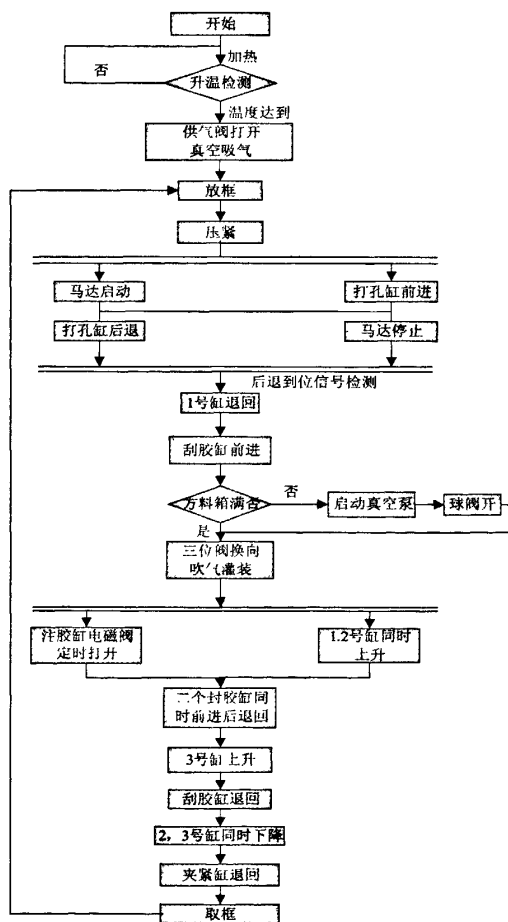 开始
加热
否
升温检测
温度达到
供气阀打开
真空吸气
放框
压紧
马达启动
打孔缸前进
打孔缸后退
马达停止
后退到位信号检测
1号缸退回
刮胶缸前进
方料箱满否
否
启动真空泵
球阀开
是
三位阀换向
吹气灌装
注胶缸电磁阀
定时打开
1.2号缸同时
上升
二个封胶缸同
时前进后退回
3号缸上升
刮胶缸退回
2，3号缸同时下降
夹紧缸退回
取框